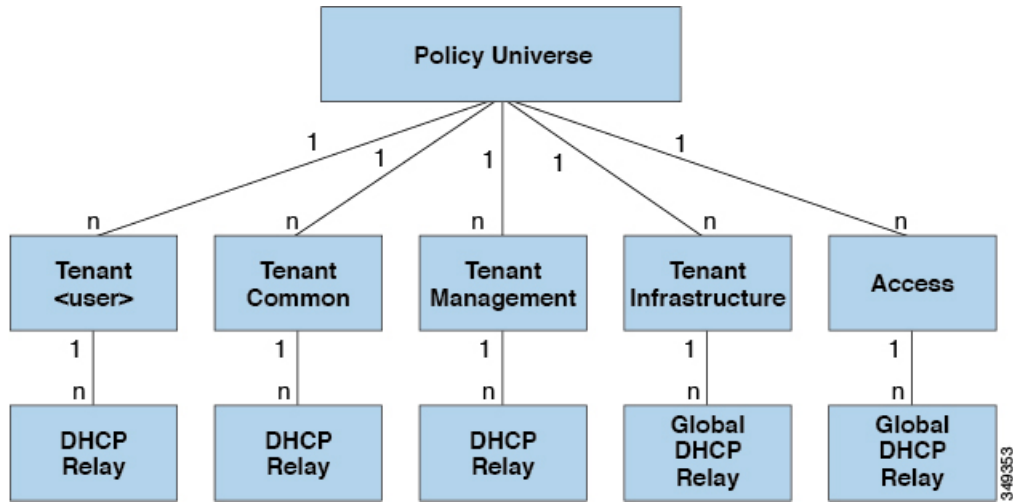 Policy Universe
1
1
1
1
1
n
n
n
n
n
Tenant
<user>
Tenant
Common
Tenant
Management
Tenant
Infrastructure
Access
1
1
1
1
1
n
n
n
n
n
DHCP
Relay
DHCP
Relay
DHCP
Relay
Global
DHCP
Relay
Global
DHCP
Relay
349353